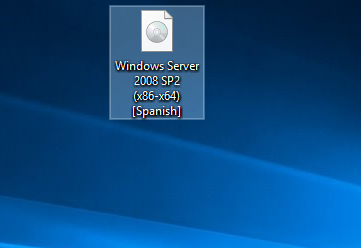 Windows Server
2008 SP2
(x86-x64)
[Spanish]